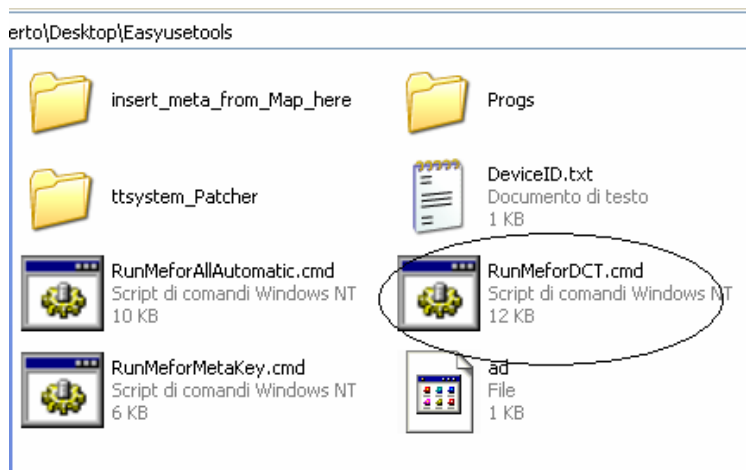 erto\Desktop\Easyusetools
insert_meta_from_Map_here
Progs
ttsystem_Patcher
DeviceID.txt
Documento di testo
1 KB
RunMeforAllAutomatic.cmd
Script di comandi Windows NT
10 KB
RunMeforDCT.cmd
Script di comandi Windows NT
12 KB
RunMeforMetaKey.cmd
Script di comandi Windows NT
6 KB
ad
File
1 KB